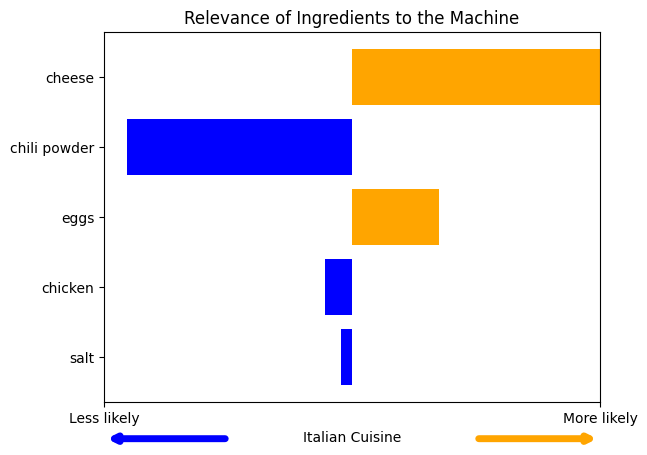 Relevance of Ingredients to the Machine
cheese
chili powder
eggs
chicken
salt
Less likely
More likely
Italian Cuisine